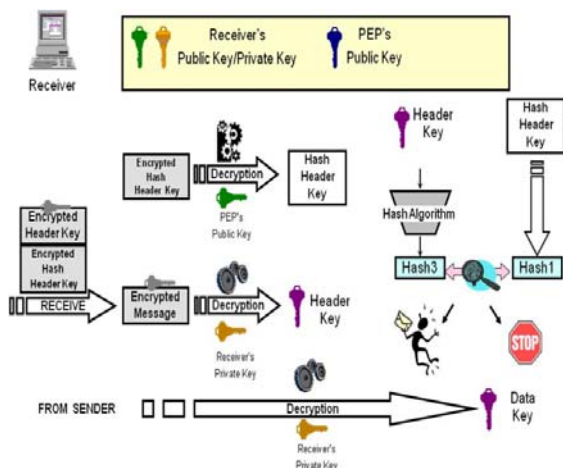 Receiver
Receiver's
Public Key/Private Key
PEP's
Public Key
Header
Key
Hash
Header
Key
Encrypted
Hash
Header Key
Decryption
PEP's
Public Key
Hash
Header
Key
Hash Algorithm
Encrypted
Header Key
Encrypted
Hash
Header Key
RECEIVE
Encrypted
Message
Decryption
Receiver's
Private Key
Header
Key
Hash3
Hash1
STOP
FROM SENDER
Decryption
Receiver's
Private Key
Data
Key